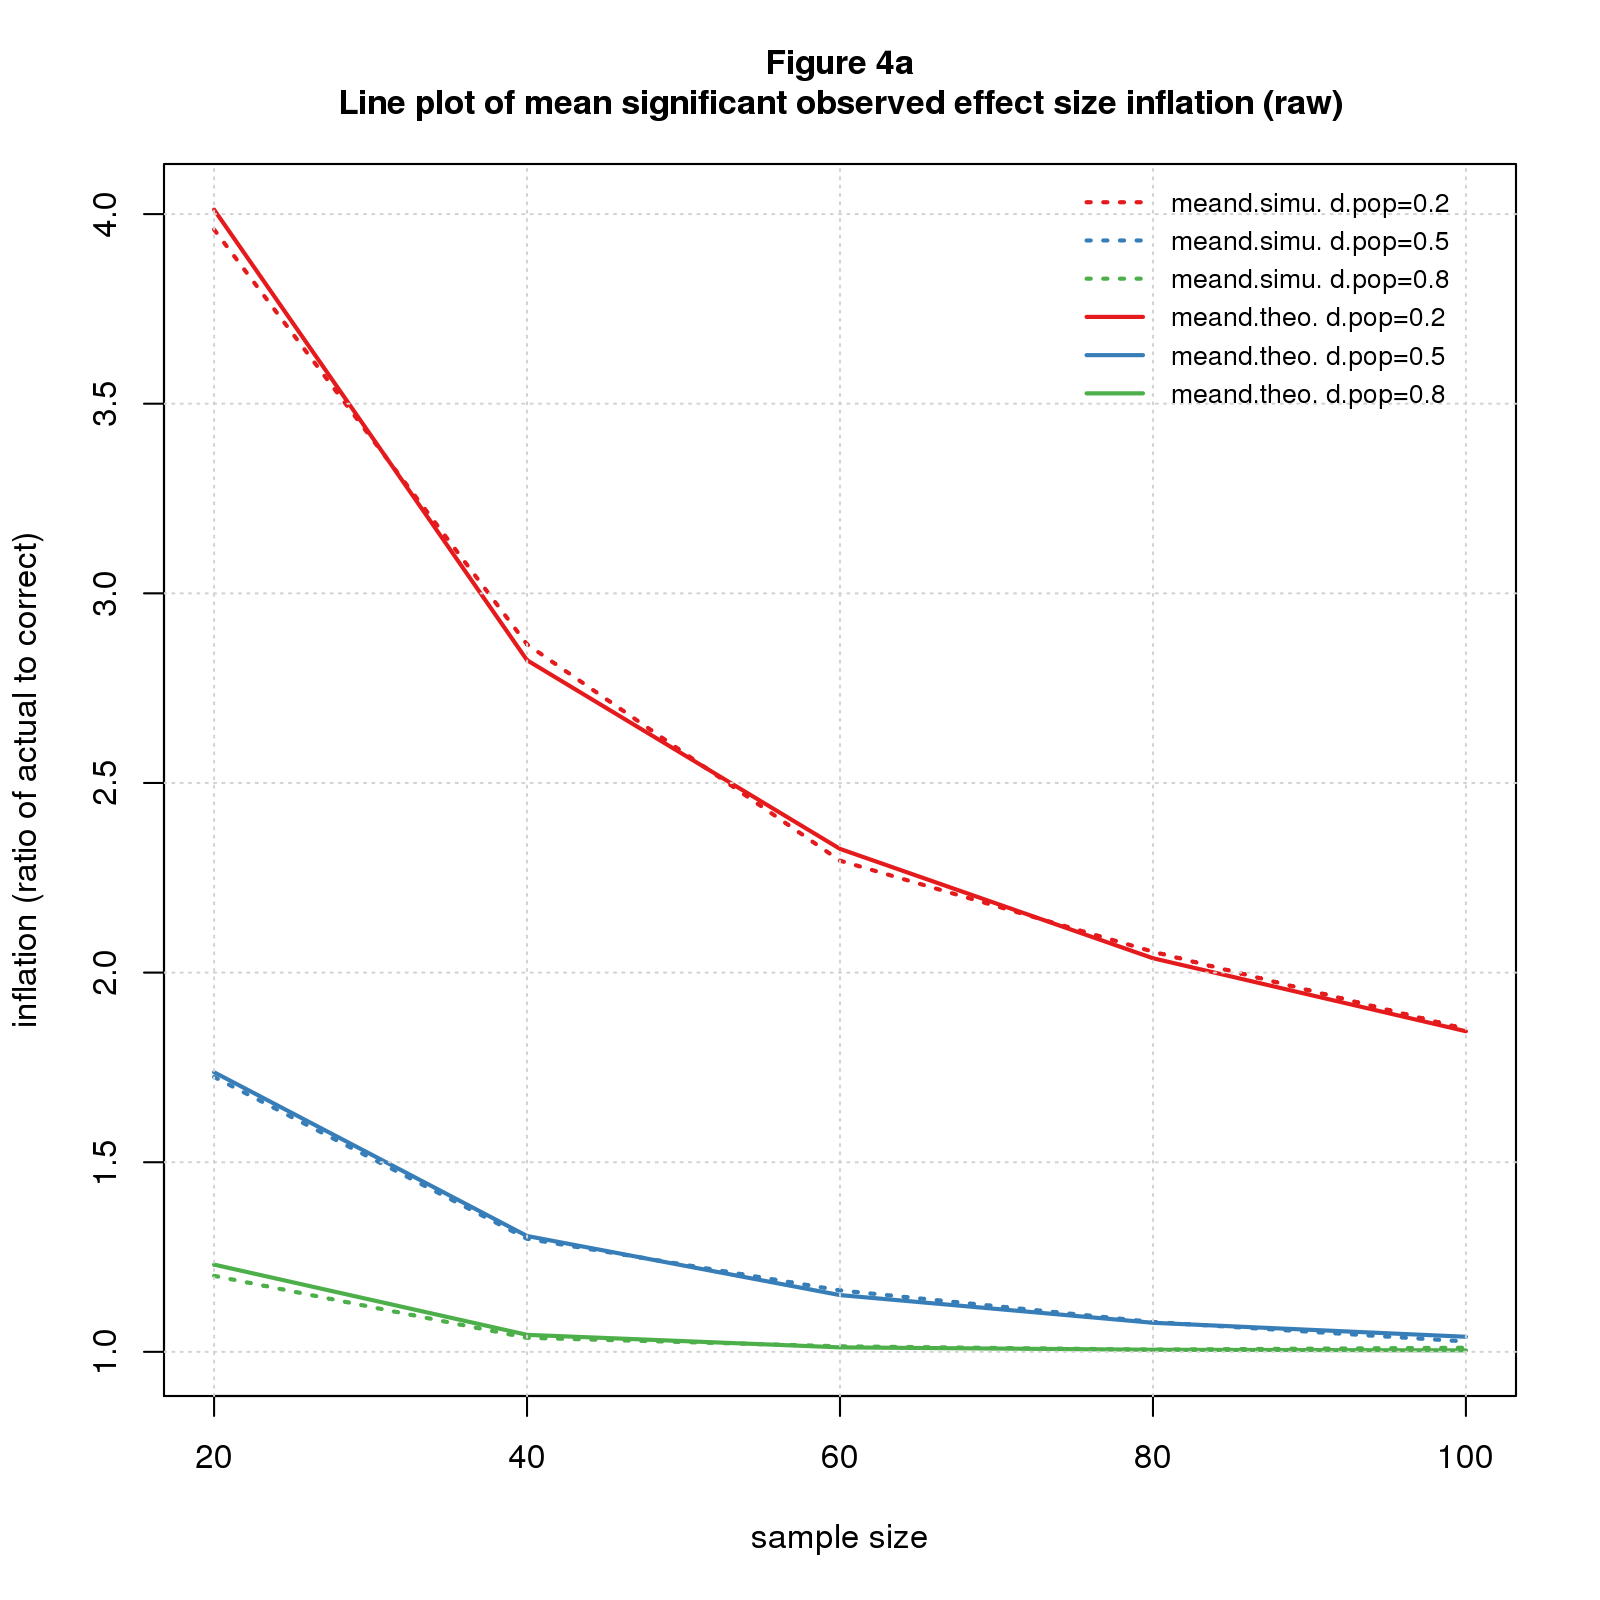 Figure 4a
Line plot of mean significant observed effect size inflation (raw)
meand.simu. d.pop=0.2
meand.simu. d.pop=0.5
meand.simu. d.pop=0.8
meand.theo. d.pop=0.2
meand.theo. d.pop=0.5
meand.theo. d.pop=0.8
inflation (ratio of actual to correct)
4.0
3.5
3.0
2.5
2.0
1.5
1.0
20 40 60 80 100
sample size